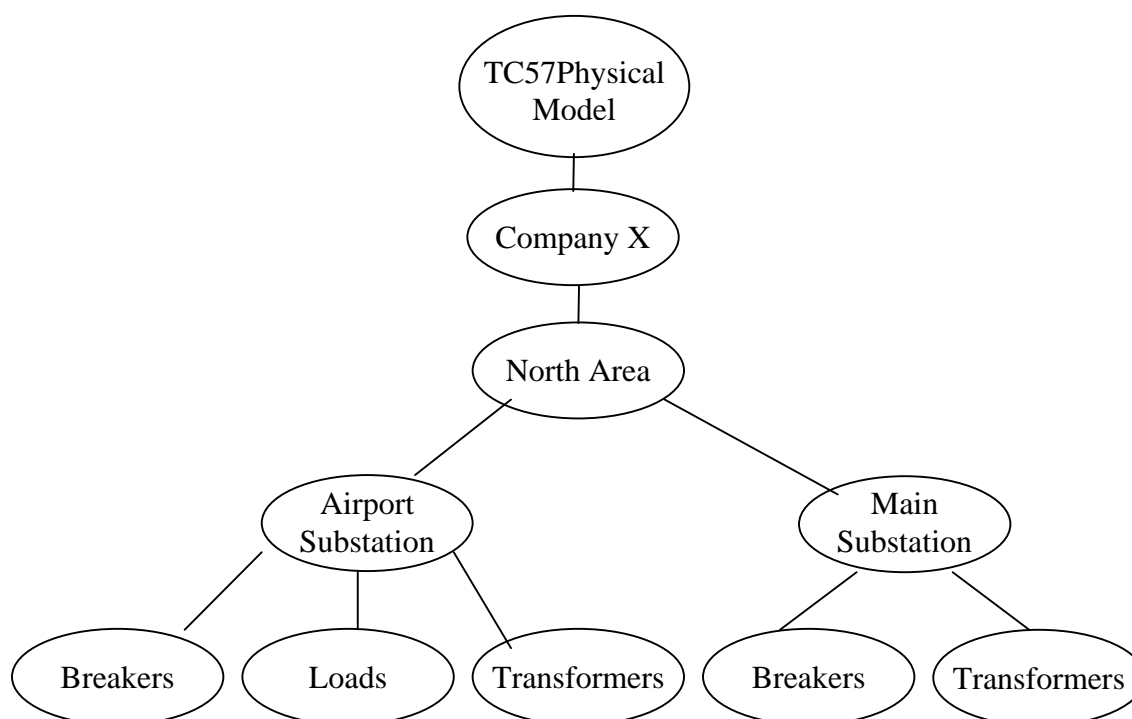 TC57Physical
Model
Company X
North Area
Airport
Substation
Main
Substation
Breakers
Loads
Transformers
Breakers
Transformers